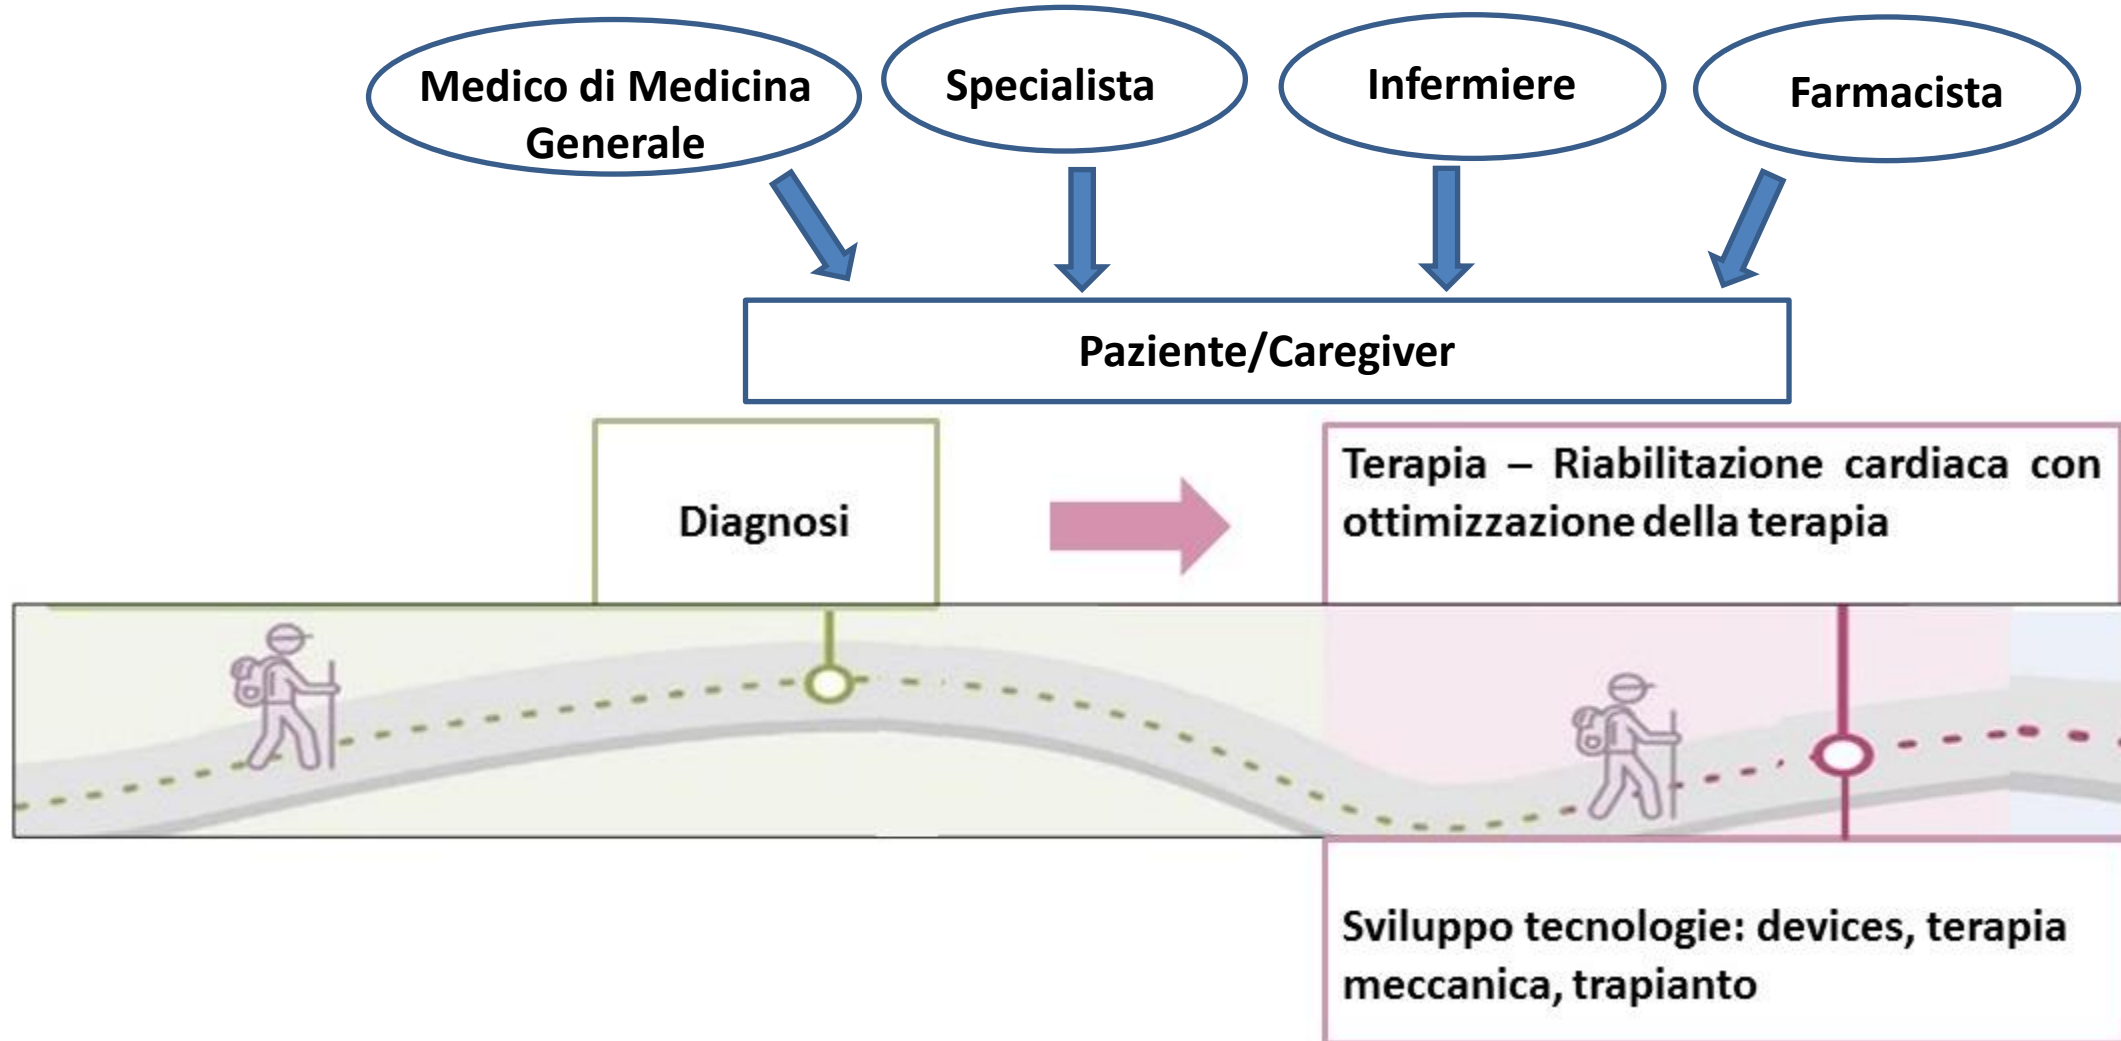 Medico di Medicina
Generale
Specialista
Infermiere
Farmacista
Paziente/Caregiver
Diagnosi
Terapia – Riabilitazione cardiaca con
ottimizzazione della terapia
Sviluppo tecnologie: devices, terapia
meccanica, trapianto